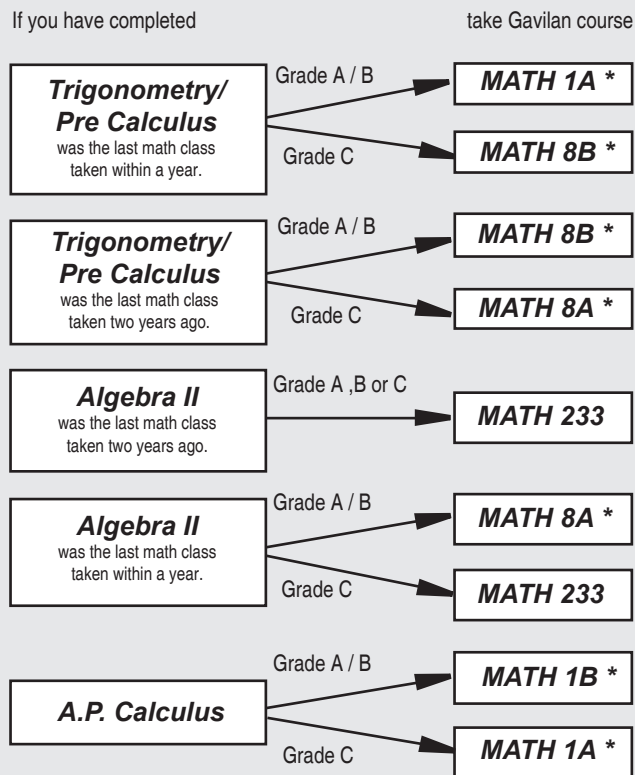 If you have completed take Gavilan course
Trigonometry/
Pre Calculus
was the last math class
taken within a year.
Grade A / B
MATH 1A *
Grade C
MATH 8B *
Trigonometry/
Pre Calculus
was the last math class
taken two years ago.
Grade A / B
MATH 8B *
Grade C
MATH 8A *
Algebra II
was the last math class
taken two years ago.
Grade A ,B or C
MATH 233
Algebra II
was the last math class
taken within a year.
Grade A / B
MATH 8A *
Grade C
MATH 233
A.P. Calculus
Grade A / B
MATH 1B *
Grade C
MATH 1A *